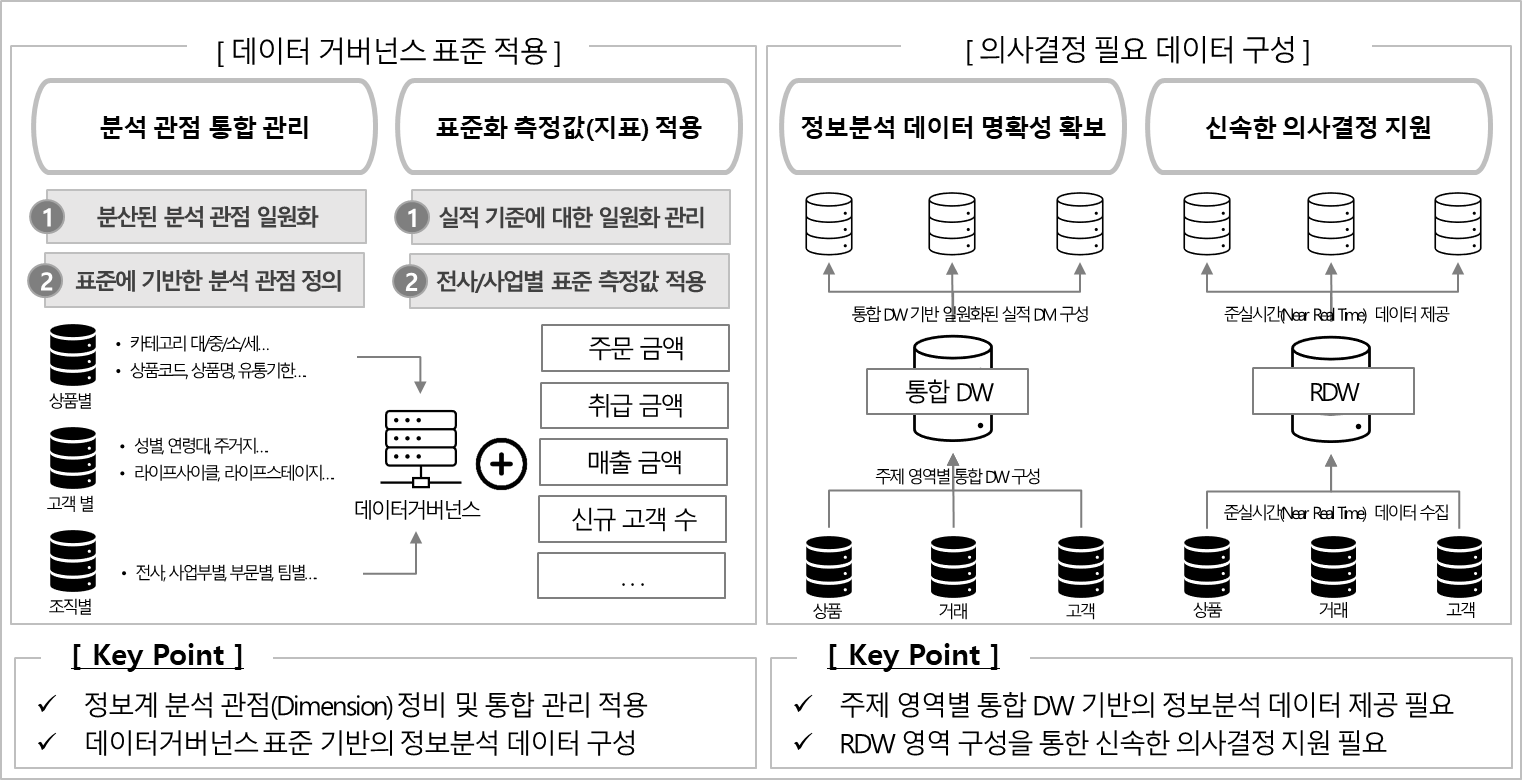 [ 데이터 거버넌스 표준 적용 ]
분석 관점 통합 관리
표준화 측정값(지표) 적용
1 분산된 분석 관점 일원화
2 표준에 기반한 분석 관점 정의
1 실적 기준에 대한 일원화 관리
2 전사/사업별 표준 측정값 적용
상품별
• 카테고리 대/중/소/세...
• 상품코드, 상품명, 유통기한...
고객 별
• 성별, 연령대, 주거지...
• 라이프사이클, 라이프스테이지...
조직별
• 전사, 사업부별, 부문별, 팀별...
데이터거버넌스
주문 금액
취급 금액
매출 금액
신규 고객 수
...
[ Key Point ]
✓ 정보계 분석 관점(Dimension) 정비 및 통합 관리 적용
✓ 데이터거버넌스 표준 기반의 정보분석 데이터 구성
[ 의사결정 필요 데이터 구성 ]
정보분석 데이터 명확성 확보
신속한 의사결정 지원
통합 DW 기반 일원화된 실적 DM 구성
통합 DW
주제 영역별 통합 DW 구성
상품
거래
고객
준실시간(Near Real Time) 데이터 제공
RDW
준실시간(Near Real Time) 데이터 수집
상품
거래
고객
[ Key Point ]
✓ 주제 영역별 통합 DW 기반의 정보분석 데이터 제공 필요
✓ RDW 영역 구성을 통한 신속한 의사결정 지원 필요